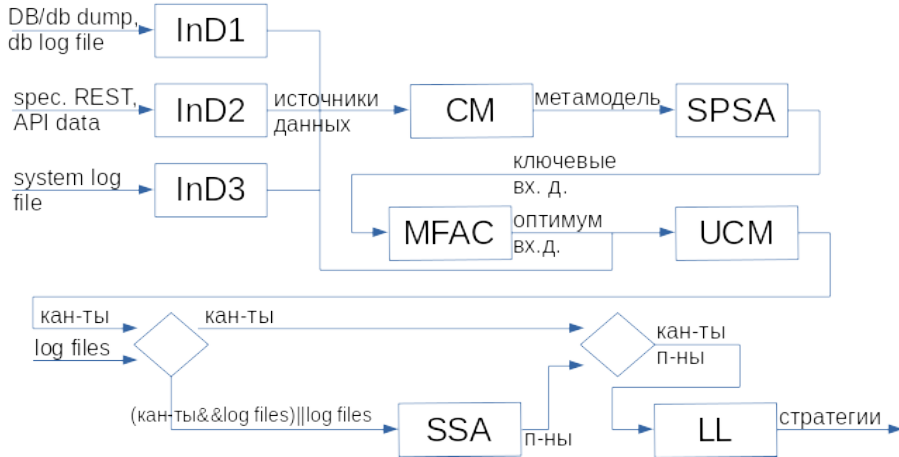 DB/db dump,
db log file
InD1
spec. REST,
API data
InD2
источники
данных
CM
метамодель
SPSA
system log
file
InD3
ключевые
вх. д.
MFAC
оптимум
вх.д.
UCM
кан-ты
log files
кан-ты
кан-ты
п-ны
(кан-ты&&log files)||log files
SSA
п-ны
LL
стратегии